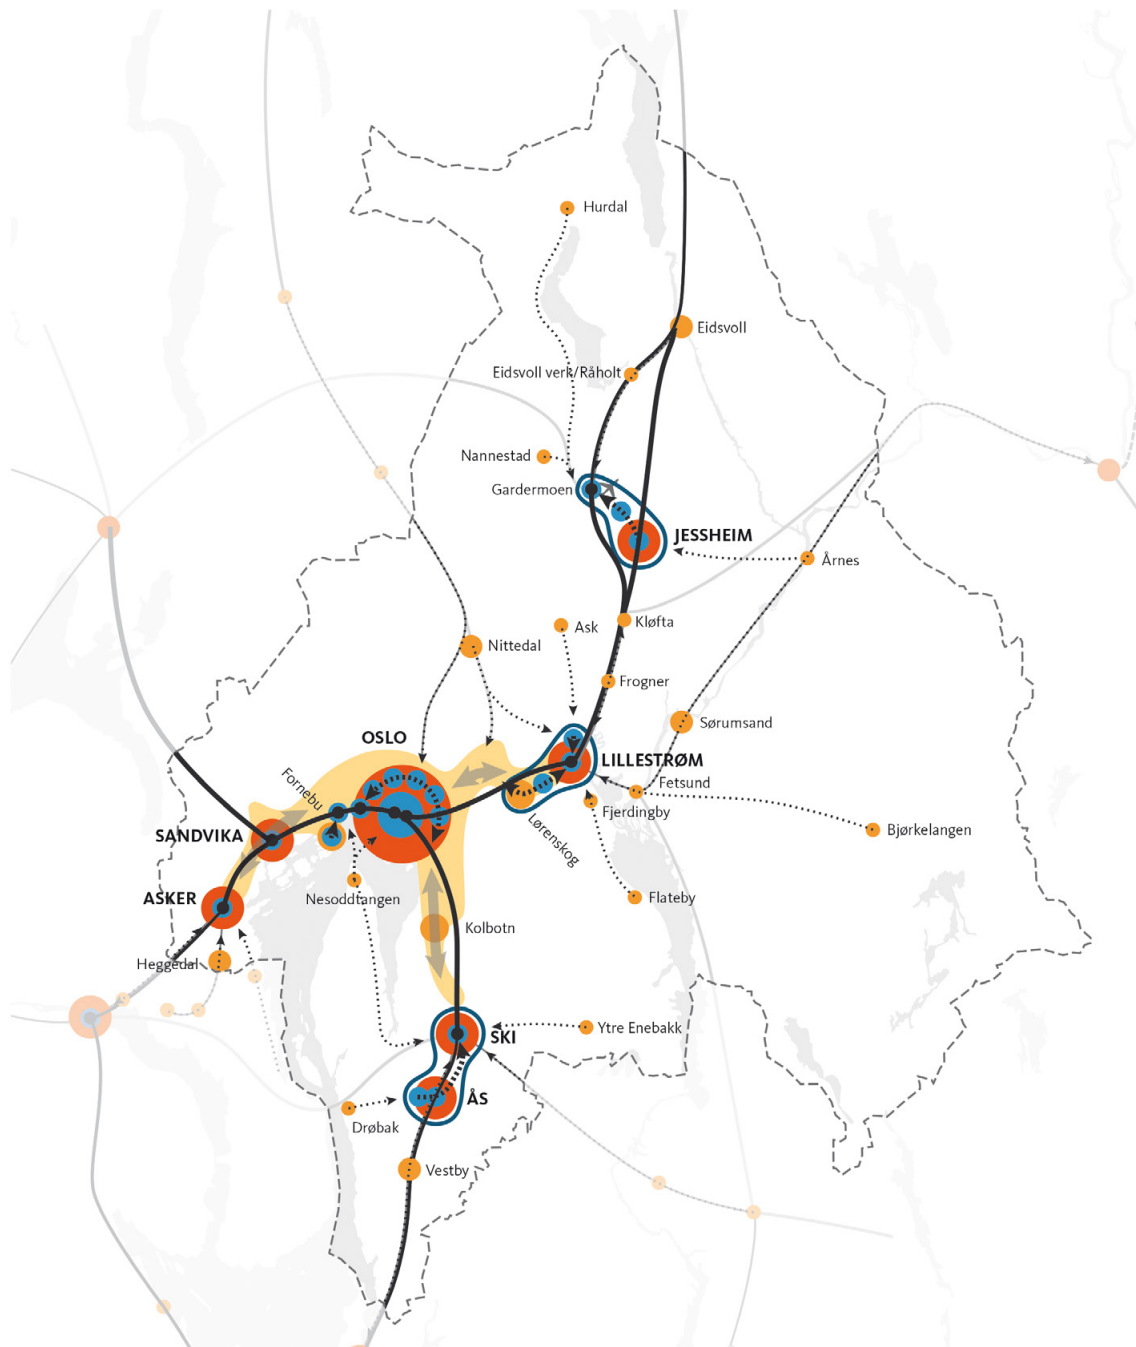 Hurdal
Eidsvoll
Eidsvoll verk/Råholt
Nannestad
Gardermoen
JESSHEIM
Årnes
Ask
Kløfta
Nittedal
Frogner
Sørumsand
OSLO
LILLESTRØM
Fornebu
Fetsund
Fjerdingby
Lørenskog
Bjørkelangen
SANDVIKA
ASKER
Nesoddtangen
Flateby
Kolbotn
Heggedal
Ytre Enebakk
SKI
ÅS
Drøbak
Vestby